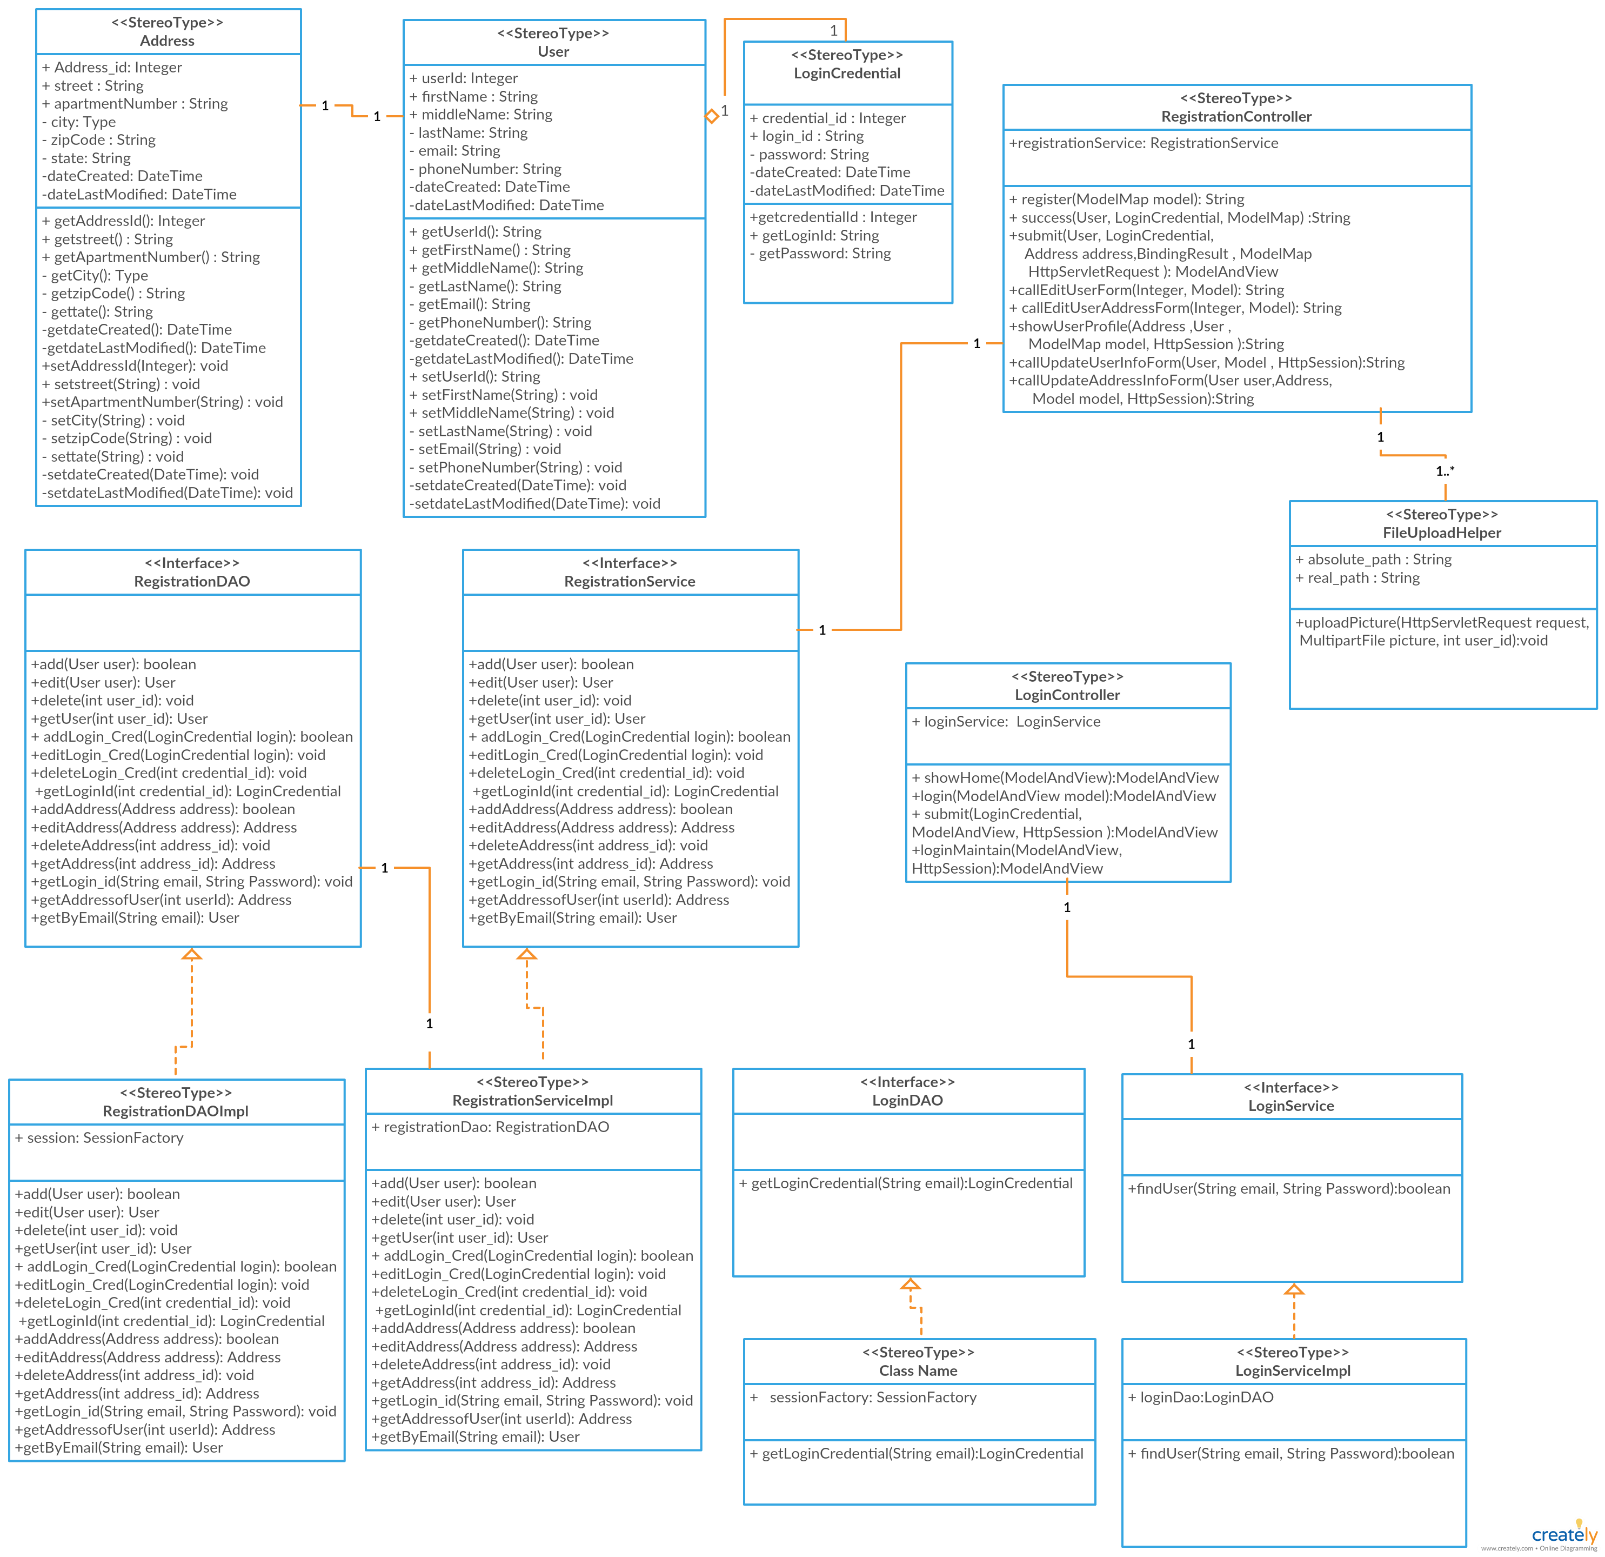 <<StereoType>>
Address
+ Address_id: Integer
+ street : String
+ apartmentNumber : String
- city: Type
- zipCode : String
- state: String
-dateCreated: DateTime
-dateLastModified: DateTime
+ getAddressId(): Integer
+ getstreet() : String
+ getApartmentNumber() : String
- getCity(): Type
- getzipCode() : String
- gettate(): String
-getdateCreated(): DateTime
-getdateLastModified(): DateTime
+setAddressId(Integer): void
+ setstreet(String) : void
+setApartmentNumber(String) : void
- setCity(String) : void
- setzipCode(String) : void
- settate(String) : void
-setdateCreated(DateTime): void
-setdateLastModified(DateTime): void
1
1
<<StereoType>>
User
+ userId: Integer
+ firstName : String
+ middleName: String
- lastName: String
- email: String
- phoneNumber: String
-dateCreated: DateTime
-dateLastModified: DateTime
+ getUserId(): String
+ getFirstName() : String
+ getMiddleName(): String
- getLastName(): String
- getEmail(): String
- getPhoneNumber(): String
-getdateCreated(): DateTime
-getdateLastModified(): DateTime
+ setUserId(): String
+ setFirstName(String) : void
+ setMiddleName(String) : void
- setLastName(String) : void
- setEmail(String) : void
- setPhoneNumber(String) : void
-setdateCreated(DateTime): void
-setdateLastModified(DateTime): void
1
1
<<StereoType>>
LoginCredential
+ credential_id : Integer
+ login_id : String
- password: String
-dateCreated: DateTime
-dateLastModified: DateTime
+getcredentialId : Integer
+ getLoginId: String
- getPassword: String
<<StereoType>>
RegistrationController
+registrationService: RegistrationService
+ register(ModelMap model): String
+ success(User, LoginCredential, ModelMap) :String
+submit(User, LoginCredential,
Address address,BindingResult , ModelMap
HttpServletRequest ): ModelAndView
+callEditUserForm(Integer, Model): String
+ callEditUserAddressForm(Integer, Model): String
+showUserProfile(Address ,User ,
ModelMap model, HttpSession ):String
+callUpdateUserInfoForm(User, Model , HttpSession):String
+callUpdateAddressInfoForm(User user,Address,
Model model, HttpSession):String
1
1
1
1..*
<<StereoType>>
FileUploadHelper
+ absolute_path : String
+ real_path : String
+uploadPicture(HttpServletRequest request,
MultipartFile picture, int user_id):void
<<Interface>>
RegistrationDAO
+add(User user): boolean
+edit(User user): User
+delete(int user_id): void
+getUser(int user_id): User
+ addLogin_Cred(LoginCredential login): boolean
+editLogin_Cred(LoginCredential login): void
+deleteLogin_Cred(int credential_id): void
+getLoginId(int credential_id): LoginCredential
+addAddress(Address address): boolean
+editAddress(Address address): Address
+deleteAddress(int address_id): void
+getAddress(int address_id): Address
+getLogin_id(String email, String Password): void
+getAddressofUser(int userId): Address
+getByEmail(String email): User
1
1
<<Interface>>
RegistrationService
+add(User user): boolean
+edit(User user): User
+delete(int user_id): void
+getUser(int user_id): User
+ addLogin_Cred(LoginCredential login): boolean
+editLogin_Cred(LoginCredential login): void
+deleteLogin_Cred(int credential_id): void
+getLoginId(int credential_id): LoginCredential
+addAddress(Address address): boolean
+editAddress(Address address): Address
+deleteAddress(int address_id): void
+getAddress(int address_id): Address
+getLogin_id(String email, String Password): void
+getAddressofUser(int userId): Address
+getByEmail(String email): User
<<StereoType>>
LoginController
+ loginService:  LoginService
+ showHome(ModelAndView):ModelAndView
+login(ModelAndView model):ModelAndView
+ submit(LoginCredential,
ModelAndView, HttpSession ):ModelAndView
+loginMaintain(ModelAndView,
HttpSession):ModelAndView
1
1
<<StereoType>>
RegistrationDAOImpl
+ session: SessionFactory
+add(User user): boolean
+edit(User user): User
+delete(int user_id): void
+getUser(int user_id): User
+ addLogin_Cred(LoginCredential login): boolean
+editLogin_Cred(LoginCredential login): void
+deleteLogin_Cred(int credential_id): void
+getLoginId(int credential_id): LoginCredential
+addAddress(Address address): boolean
+editAddress(Address address): Address
+deleteAddress(int address_id): void
+getAddress(int address_id): Address
+getLogin_id(String email, String Password): void
+getAddressofUser(int userId): Address
+getByEmail(String email): User
<<StereoType>>
RegistrationServiceImpl
+ registrationDao: RegistrationDAO
+add(User user): boolean
+edit(User user): User
+delete(int user_id): void
+getUser(int user_id): User
+ addLogin_Cred(LoginCredential login): boolean
+editLogin_Cred(LoginCredential login): void
+deleteLogin_Cred(int credential_id): void
+getLoginId(int credential_id): LoginCredential
+addAddress(Address address): boolean
+editAddress(Address address): Address
+deleteAddress(int address_id): void
+getAddress(int address_id): Address
+getLogin_id(String email, String Password): void
+getAddressofUser(int userId): Address
+getByEmail(String email): User
<<Interface>>
LoginDAO
+ getLoginCredential(String email):LoginCredential
<<Interface>>
LoginService
+findUser(String email, String Password):boolean
<<StereoType>>
Class Name
+   sessionFactory: SessionFactory
+ getLoginCredential(String email):LoginCredential
<<StereoType>>
LoginServiceImpl
+ loginDao:LoginDAO
+ findUser(String email, String Password):boolean
creately
www.creately.com • Online Diagramming